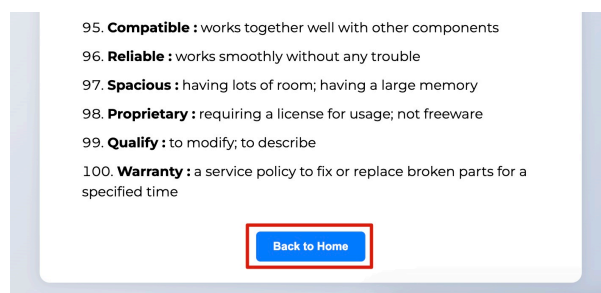 95. Compatible : works together well with other components
96. Reliable : works smoothly without any trouble
97. Spacious : having lots of room; having a large memory
98. Proprietary : requiring a license for usage; not freeware
99. Qualify : to modify; to describe
100. Warranty : a service policy to fix or replace broken parts for a
specified time
Back to Home